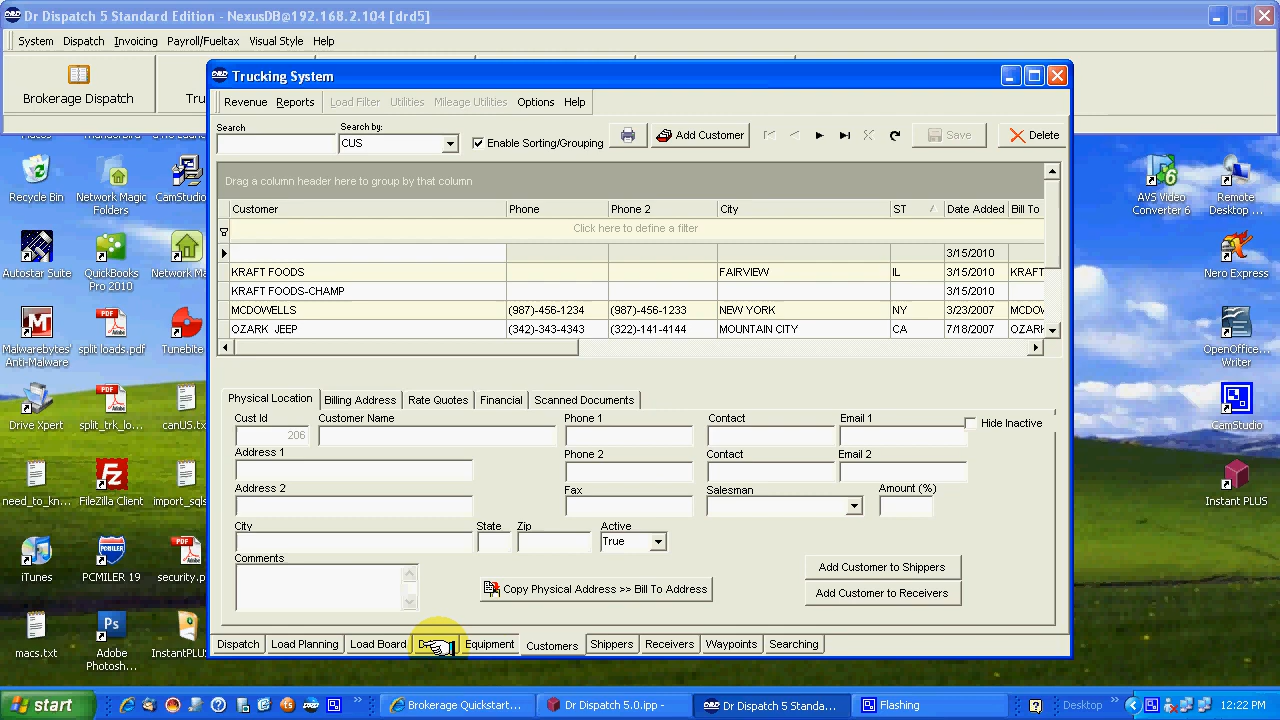 Dr Dispatch 5 Standard Edition - NexusDB@192.168.2.104 [drd5]
System Dispatch Invoicing Payroll/Fueltax Visual Style Help
Brokerage Dispatch
Trucking System
Revenue Reports Load Filter Utilities Mileage Utilities Options Help
Search Search by:
CUS Enable Sorting/Grouping Add Customer Save Delete
Drag a column header here to group by that column
Customer Phone Phone 2 City ST Date Added Bill To
Click here to define a filter
3/15/2010
KRAFT FOODS FAIRVIEW IL 3/15/2010
KRAFT FOODS-CHAMP 3/15/2010
MCDOWELLS (987)-456-1234 (987)-456-1233 NEW YORK NY 3/23/2007
OZARK JEEP (342)-343-4343 (322)-141-4144 MOUNTAIN CITY CA 7/18/2007
Physical Location Billing Address Rate Quotes Financial Scanned Documents
Cust Id Customer Name Phone 1 Contact Email 1 Hide Inactive
206
Address 1 Phone 2 Contact Email 2
Address 2 Fax Salesman Amount (%)
City State Zip Active
True
Comments
Copy Physical Address >> Bill To Address
Add Customer to Shippers
Add Customer to Receivers
Dispatch Load Planning Load Board Equipment Customers Shippers Receivers Waypoints Searching
Recycle Bin
Network Magic
Folders
CamStudio
Autostar Suite
QuickBooks
Pro 2010
Network Ma
Malwarebytes'
Anti-Malware
split loads.pdf
Tunebite
Drive Xpert
split_trk_lo...
canUS.tx
need_to_kn...
FileZilla Client
import_sqls
iTunes
PCMILER 19
security.p
macs.txt
Adobe
Photosh...
InstantPLUS
AVS Video
Converter 6
Remote
Desktop ...
Nero Express
OpenOffice....
Writer
CamStudio
Instant PLUS
start Brokerage Quickstart... Dr Dispatch 5.0.ipp - Dr Dispatch 5 Standa... Flashing Desktop 12:22 PM